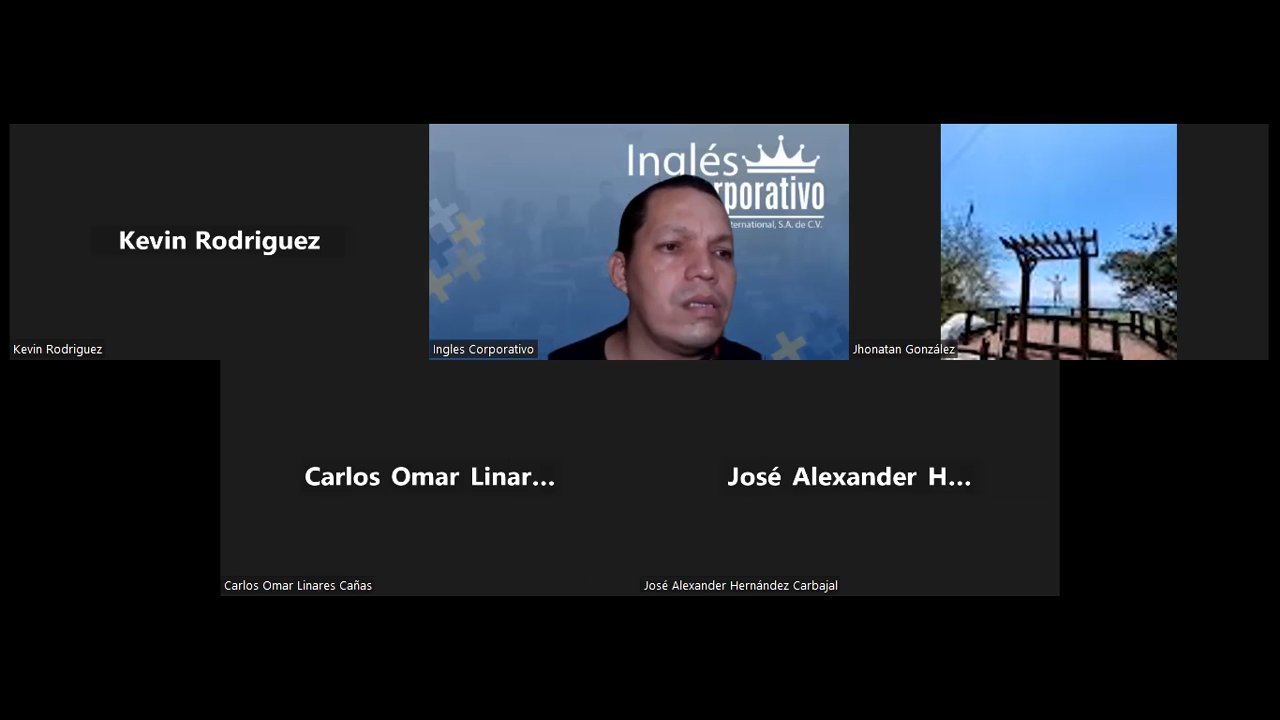 Kevin Rodriguez
Kevin Rodriguez
Inglés
rporativo
nternational, S.A. de C.V.
Ingles Corporativo
Jhonatan González
Carlos Omar Linar...
Carlos Omar Linares Cañas
José Alexander H...
José Alexander Hernández Carbajal